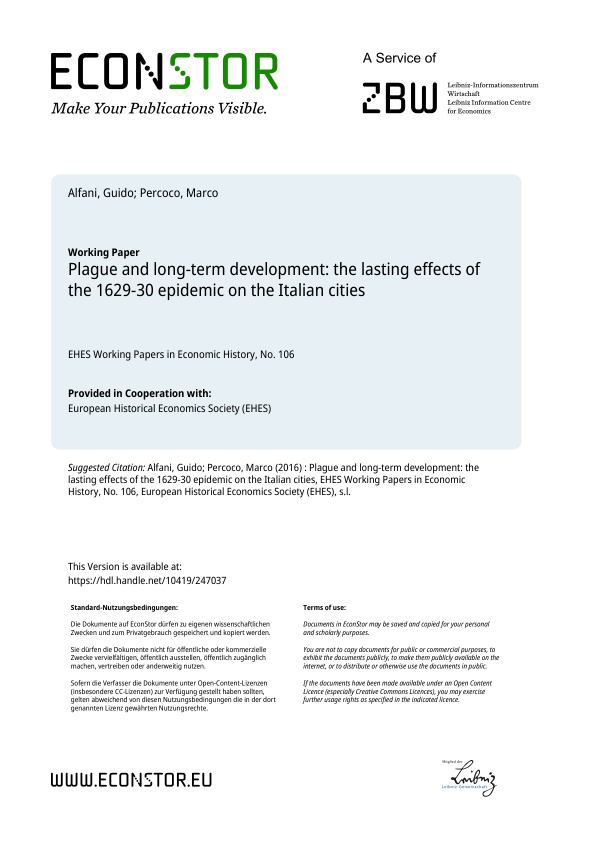 ECONSTOR
Make Your Publications Visible.
A Service of
ZBW
Leibniz-Informationszentrum
Wirtschaft
Leibniz Information Centre
for Economics
Alfani, Guido; Percoco, Marco
Working Paper
Plague and long-term development: the lasting effects of
the 1629-30 epidemic on the Italian cities
EHES Working Papers in Economic History, No. 106
Provided in Cooperation with:
European Historical Economics Society (EHES)
Suggested Citation: Alfani, Guido; Percoco, Marco (2016) : Plague and long-term development: the
lasting effects of the 1629-30 epidemic on the Italian cities, EHES Working Papers in Economic
History, No. 106, European Historical Economics Society (EHES), s.l.
This Version is available at:
https://hdl.handle.net/10419/247037
Standard-Nutzungsbedingungen:
Die Dokumente auf EconStor dürfen zu eigenen wissenschaftlichen
Zwecken und zum Privatgebrauch gespeichert und kopiert werden.
Sie dürfen die Dokumente nicht für öffentliche oder kommerzielle
Zwecke vervielfältigen, öffentlich ausstellen, öffentlich zugänglich
machen, vertreiben oder anderweitig nutzen.
Sofern die Verfasser die Dokumente unter Open-Content-Lizenzen
(insbesondere CC-Lizenzen) zur Verfügung gestellt haben sollten,
gelten abweichend von diesen Nutzungsbedingungen die in der dort
genannten Lizenz gewährten Nutzungsrechte.
Terms of use:
Documents in EconStor may be saved and copied for your personal
and scholarly purposes.
You are not to copy documents for public or commercial purposes, to
exhibit the documents publicly, to make them publicly available on the
internet, or to distribute or otherwise use the documents in public.
If the documents have been made available under an Open Content
Licence (especially Creative Commons Licences), you may exercise
further usage rights as specified in the indicated licence.
WWW.ECONSTOR.EU
Mitglied der
Leibniz
Leibniz-Gemeinschaft